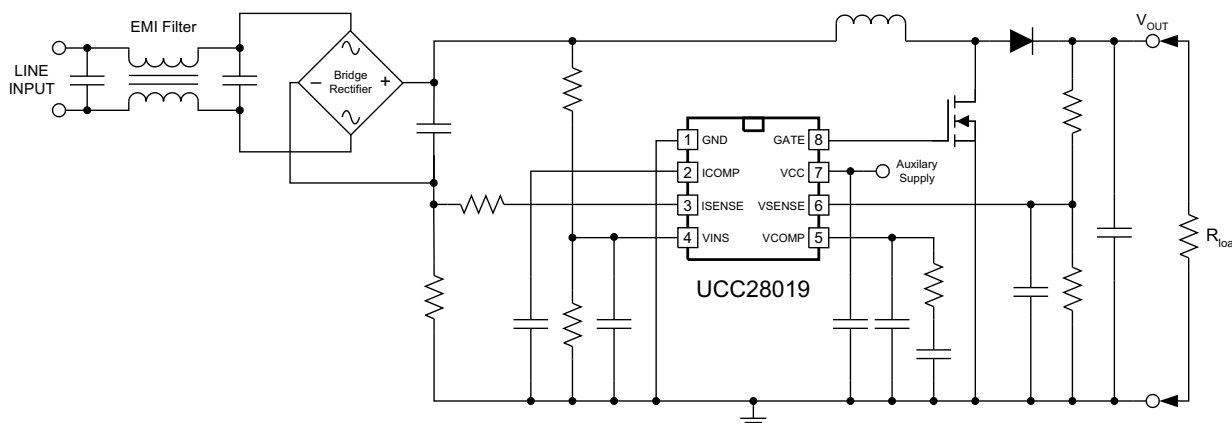 EMI Filter
LINE
INPUT
Bridge
Rectifier
V_OUT
1 GND GATE 8
2 ICOMP VCC 7
Auxilary
Supply
3 ISENSE VSENSE 6
4 VINS VCOMP 5
UCC28019
R_loa